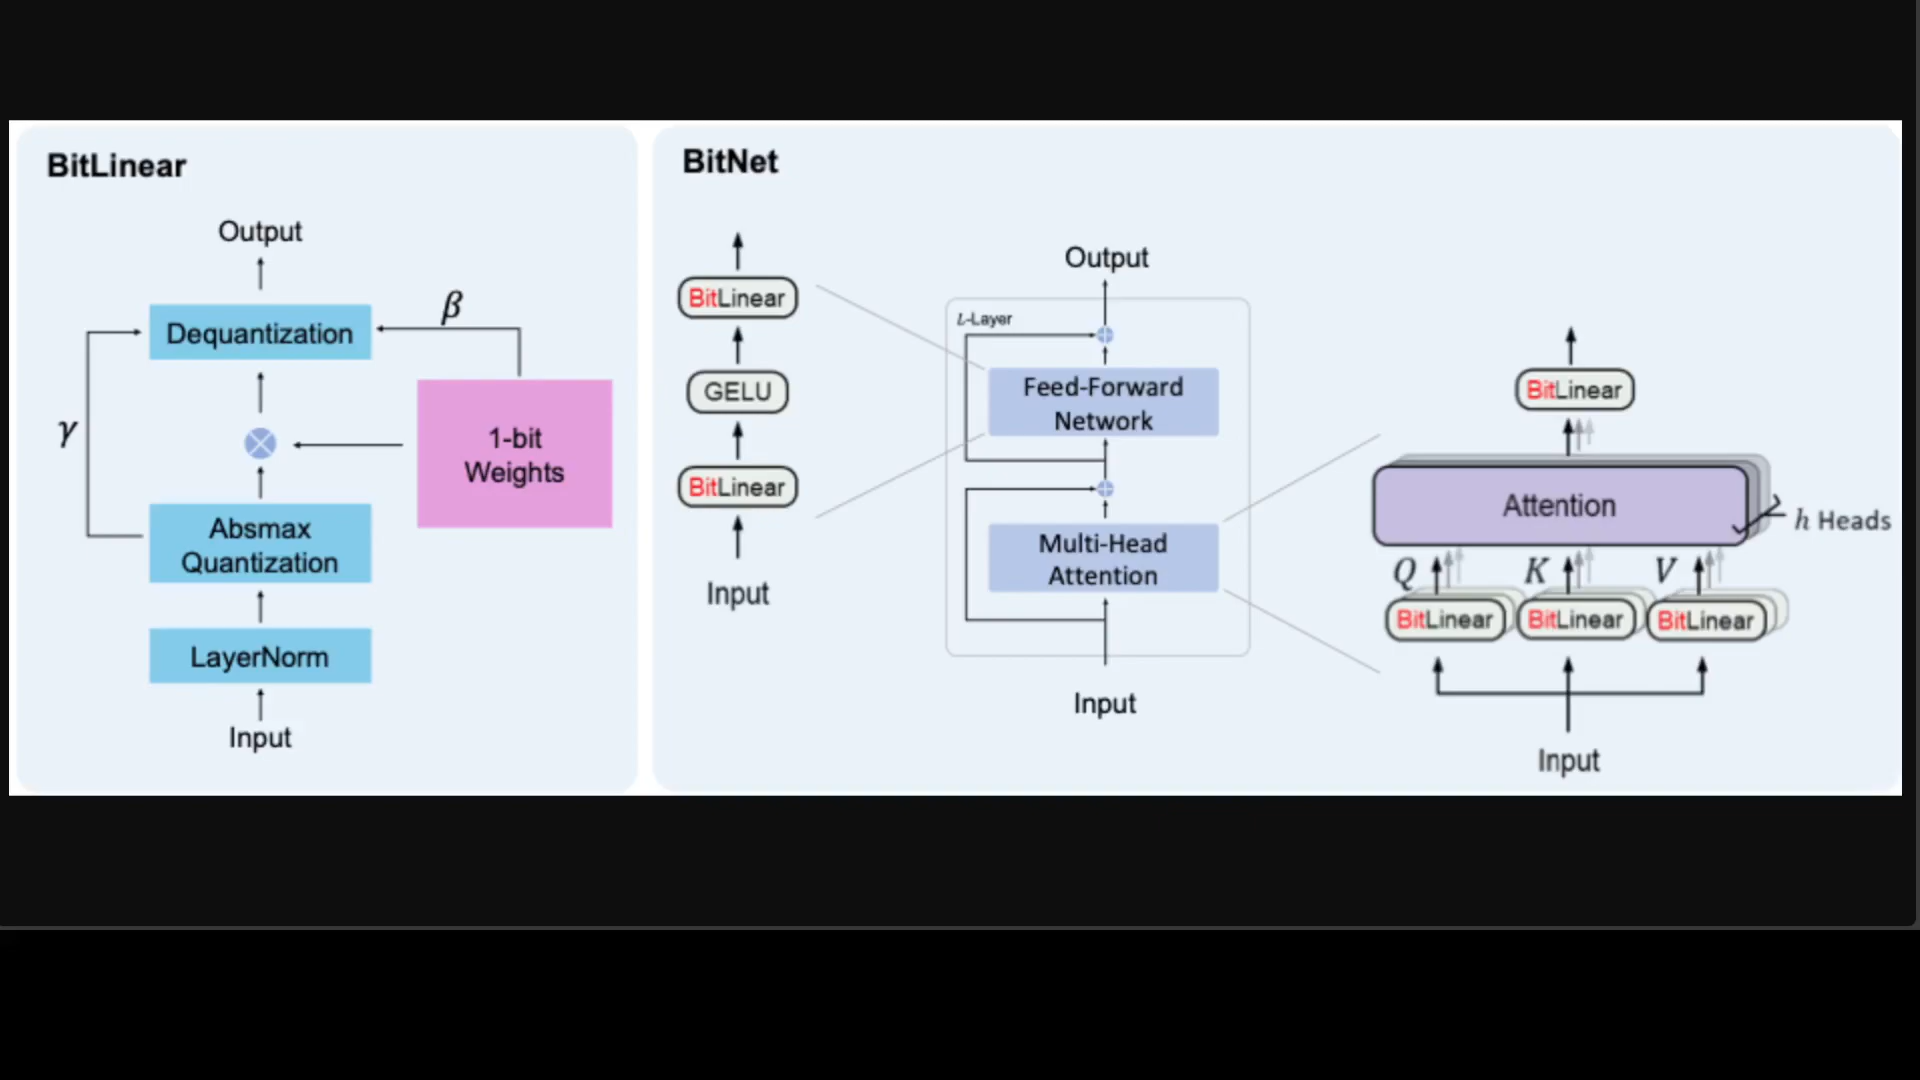 BitLinear
Output
β
Dequantization
γ
1-bit
Weights
Absmax
Quantization
LayerNorm
Input
BitNet
BitLinear
GELU
BitLinear
Input
Output
L-Layer
Feed-Forward
Network
Multi-Head
Attention
Input
BitLinear
Attention
h Heads
Q K V
BitLinear BitLinear BitLinear
Input